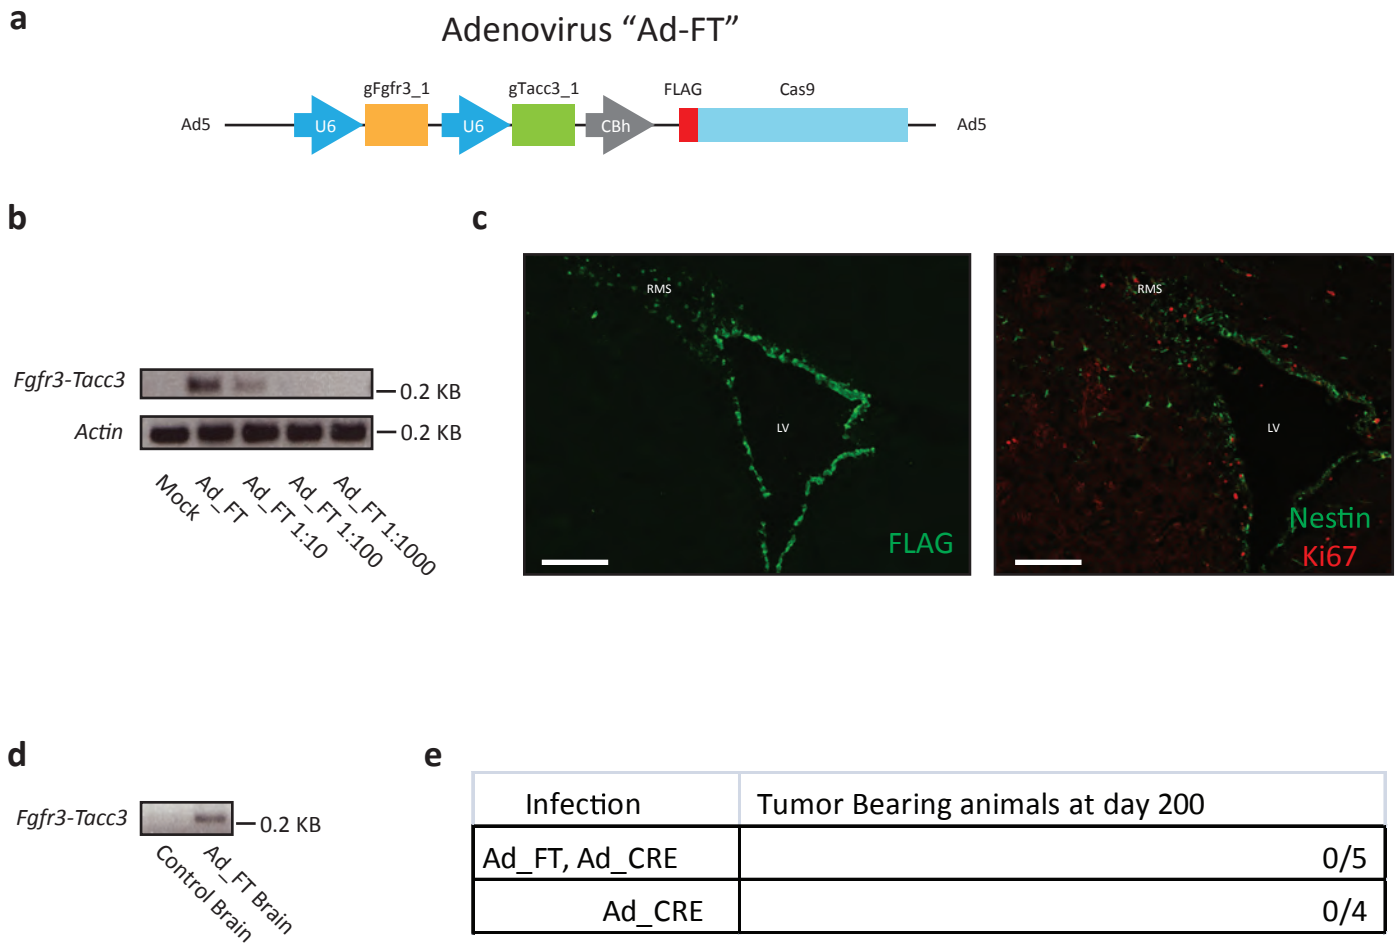 a
Adenovirus “Ad-FT”
gFgfr3_1
gTacc3_1
FLAG
Cas9
Ad5
U6
U6
CBh
Ad5
b
Fgfr3-Tacc3
0.2 KB
Actin
0.2 KB
Mock
Ad_FT
Ad_FT 1:10
Ad_FT 1:100
Ad_FT 1:1000
c
RMS
LV
FLAG
RMS
LV
Nestin
Ki67
d
Fgfr3-Tacc3
0.2 KB
Control Brain
Ad_FT Brain
e
Infection Tumor Bearing animals at day 200
Ad_FT, Ad_CRE 0/5
Ad_CRE 0/4